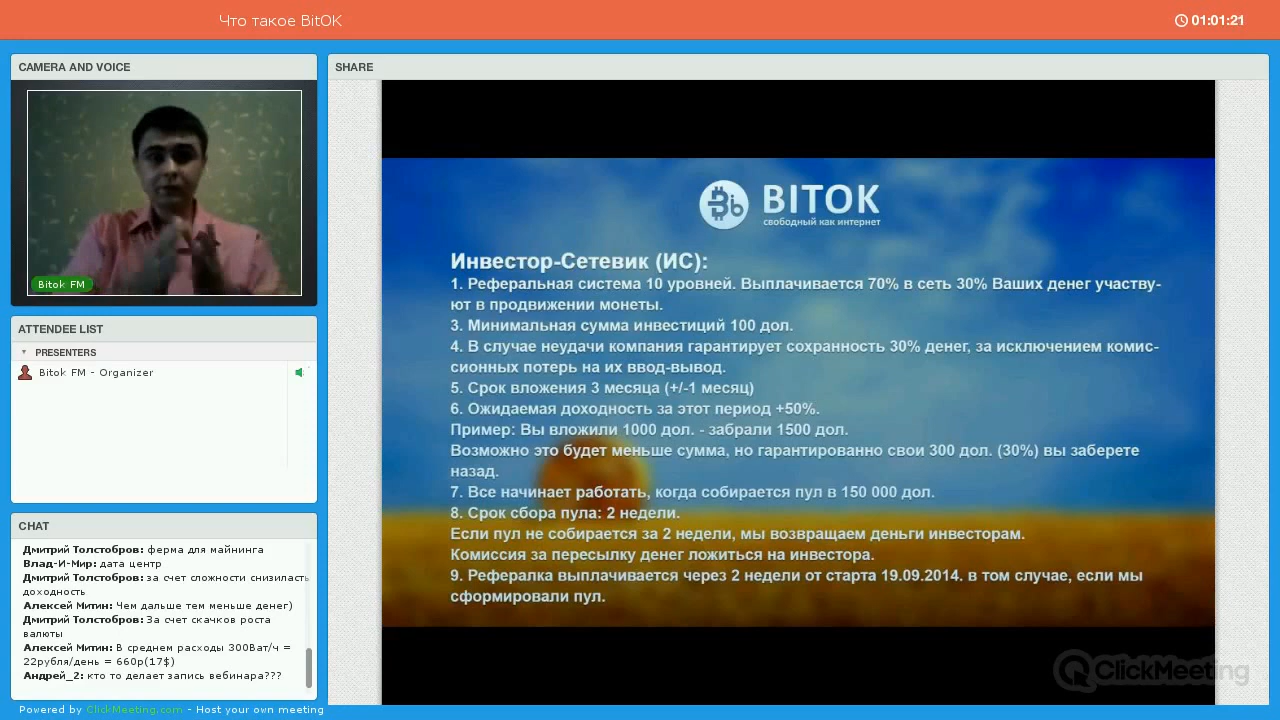 Что такое BitOK
01:01:21
CAMERA AND VOICE
Bitok FM
ATTENDEE LIST
PRESENTERS
Bitok FM - Organizer
CHAT
Дмитрий Толстобров: ферма для майнинга
Влад-И-Мир: дата центр
Дмитрий Толстобров: за счет сложности снизилась
доходность
Алексей Митин: Чем дальше тем меньше денег)
Дмитрий Толстобров: За счет скачков роста
валюты
Алексей Митин: В среднем расходы 300Ват/ч =
22рубля/день = 660р(17$)
Андрей_2: кто то делает запись вебинара???
Powered by ClickMeeting.com - Host your own meeting
SHARE
BITOK
свободный как интернет
Инвестор-Сетевик (ИС):
1. Реферальная система 10 уровней. Выплачивается 70% в сеть 30% Ваших денег участву-
ют в продвижении монеты.
3. Минимальная сумма инвестиций 100 дол.
4. В случае неудачи компания гарантирует сохранность 30% денег, за исключением комис-
сионных потерь на их ввод-вывод.
5. Срок вложения 3 месяца (+/-1 месяц)
6. Ожидаемая доходность за этот период +50%.
Пример: Вы вложили 1000 дол. - забрали 1500 дол.
Возможно это будет меньше сумма, но гарантированно свои 300 дол. (30%) вы заберете
назад.
7. Все начинает работать, когда собирается пул в 150 000 дол.
8. Срок сбора пула: 2 недели.
Если пул не собирается за 2 недели, мы возвращаем деньги инвесторам.
Комиссия за пересылку денег ложиться на инвестора.
9. Рефералка выплачивается через 2 недели от старта 19.09.2014. в том случае, если мы
сформировали пул.
ClickMeeting